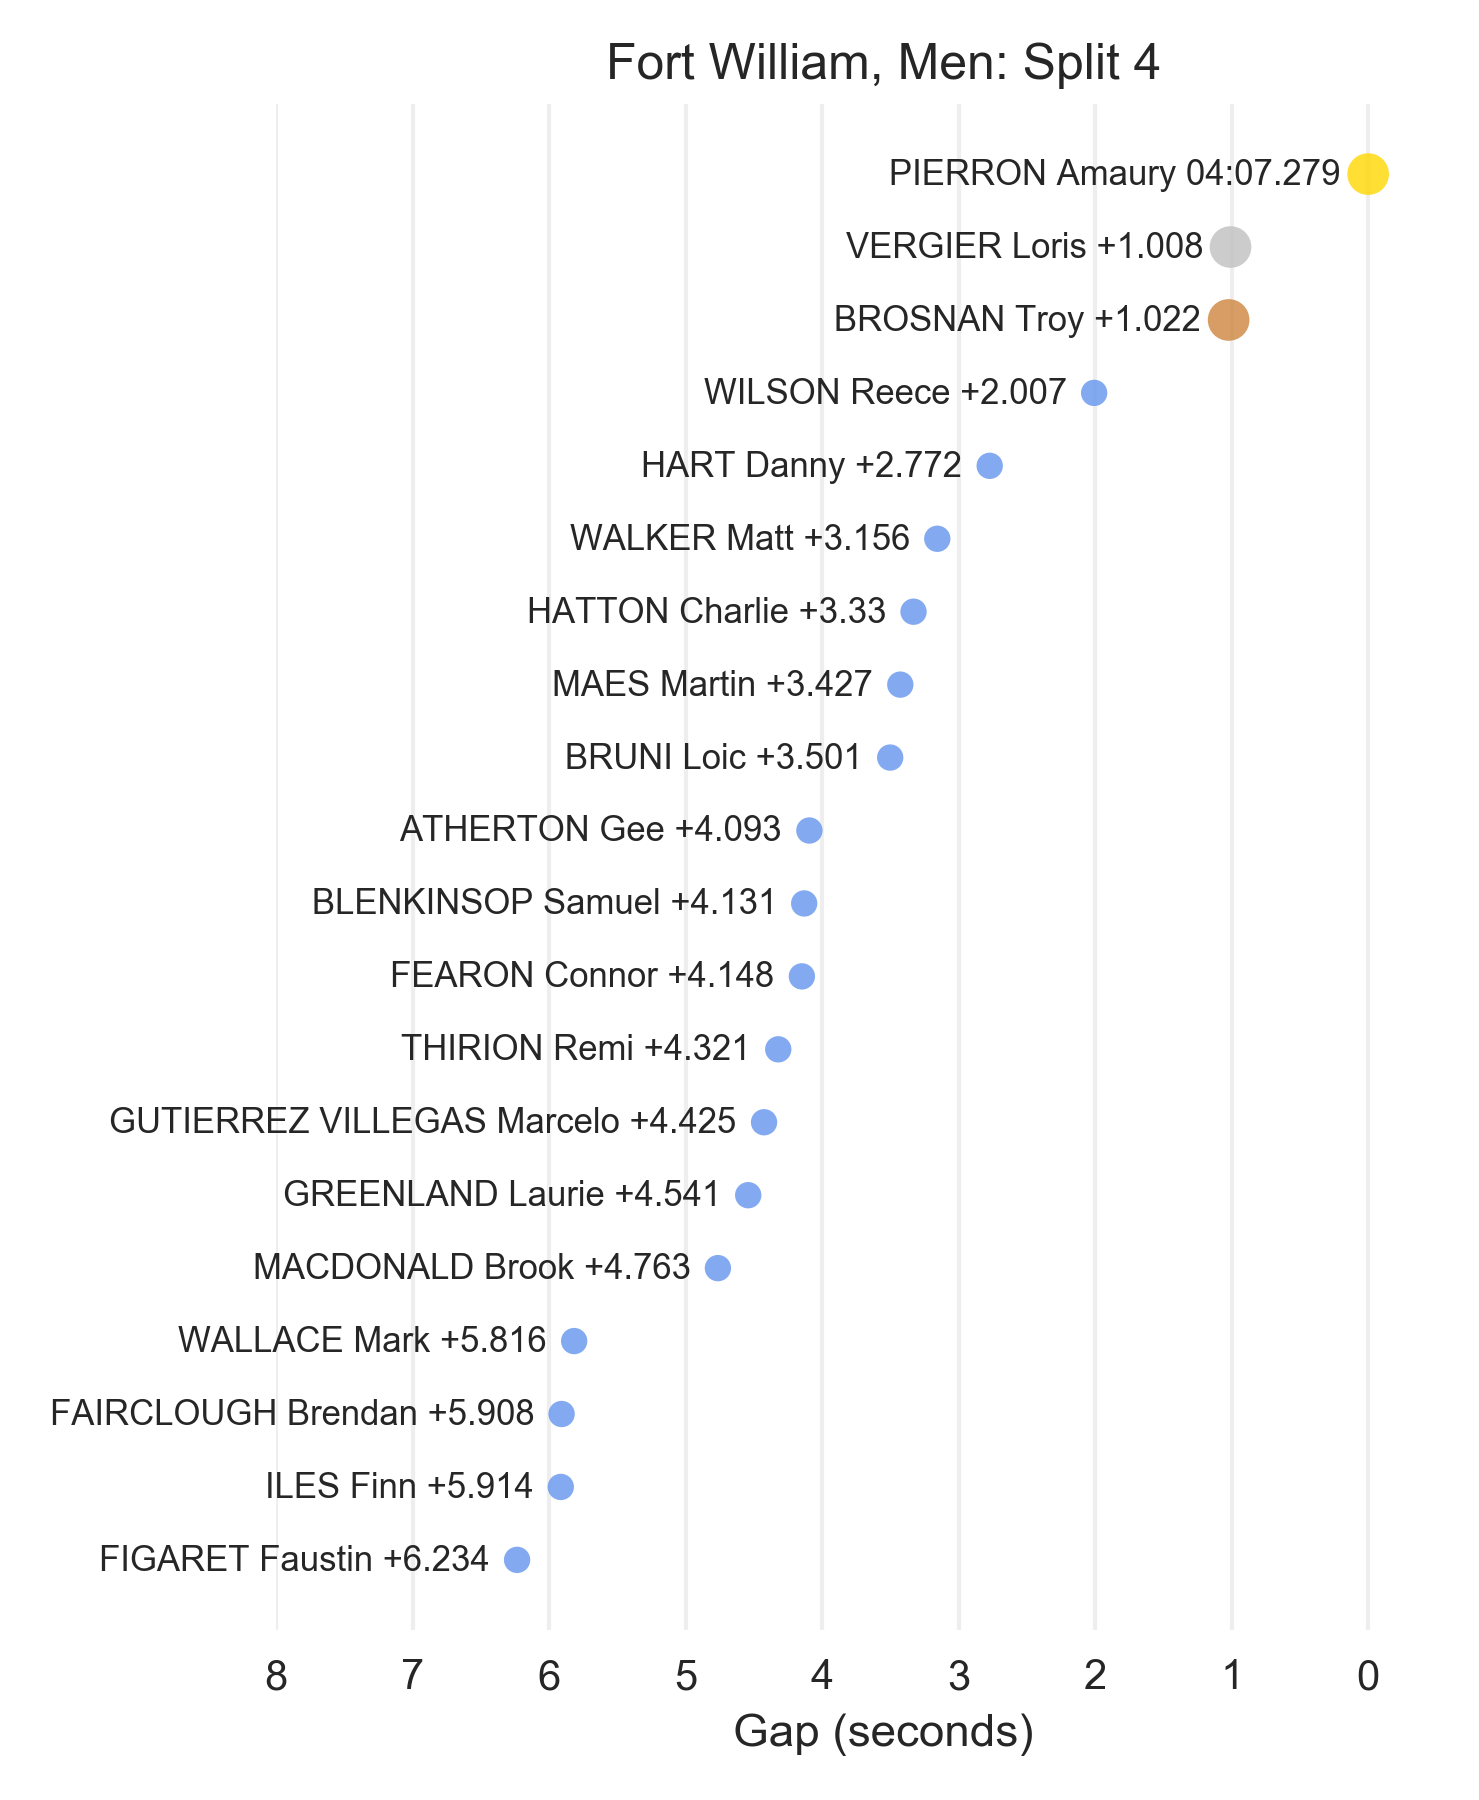 Fort William, Men: Split 4
PIERRON Amaury 04:07.279
VERGIER Loris +1.008
BROSNAN Troy +1.022
WILSON Reece +2.007
HART Danny +2.772
WALKER Matt +3.156
HATTON Charlie +3.33
MAES Martin +3.427
BRUNI Loic +3.501
ATHERTON Gee +4.093
BLENKINSOP Samuel +4.131
FEARON Connor +4.148
THIRION Remi +4.321
GUTIERREZ VILLEGAS Marcelo +4.425
GREENLAND Laurie +4.541
MACDONALD Brook +4.763
WALLACE Mark +5.816
FAIRCLOUGH Brendan +5.908
ILES Finn +5.914
FIGARET Faustin +6.234
8 7 6 5 4 3 2 1 0
Gap (seconds)